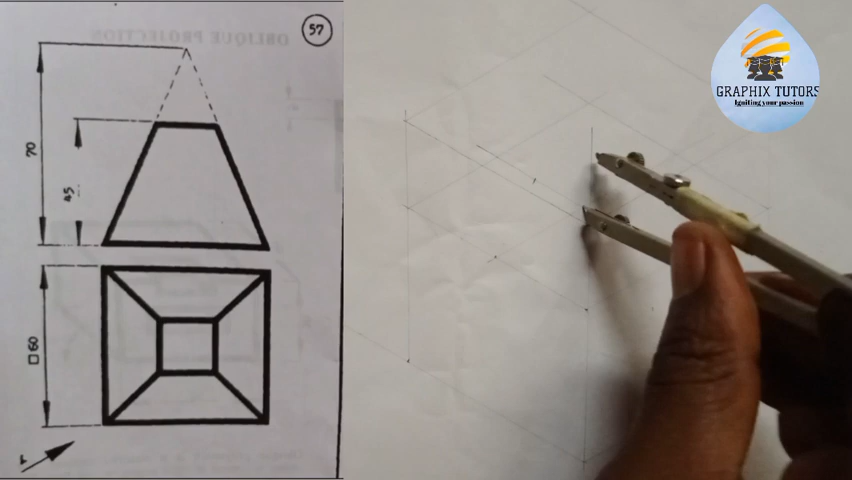 57
OBLIQUE PROJECTION
70
45
□60
GRAPHIX TUTORS
Igniting your passion